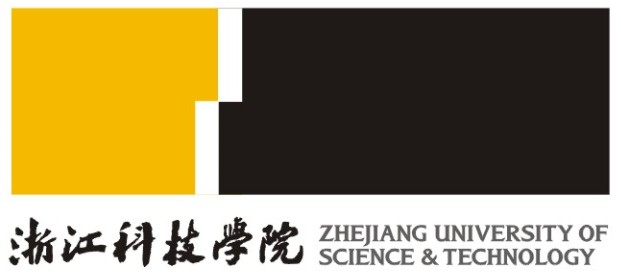 浙江科技學院
ZHEJIANG UNIVERSITY OF
SCIENCE & TECHNOLOGY